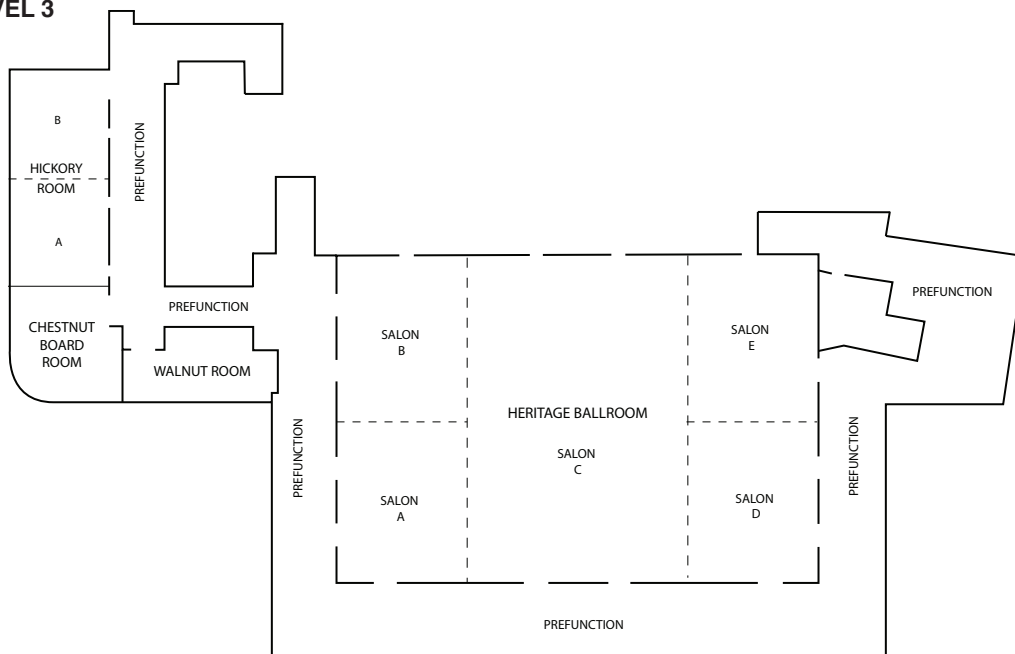 VEL 3
B
HICKORY
ROOM
A
PREFUNCTION
CHESTNUT
BOARD
ROOM
PREFUNCTION
WALNUT ROOM
PREFUNCTION
SALON
B
SALON
A
HERITAGE BALLROOM
SALON
C
SALON
E
SALON
D
PREFUNCTION
PREFUNCTION
PREFUNCTION